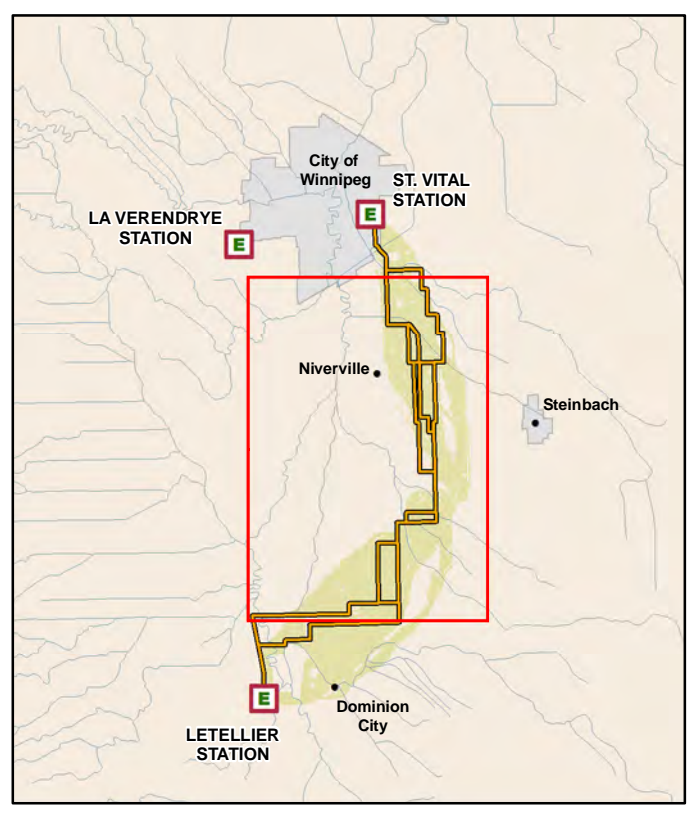 City of
Winnipeg
ST. VITAL
STATION
E
LA VERENDRYE
STATION
E
Niverville
Steinbach
E
Dominion
City
LETELLIER
STATION